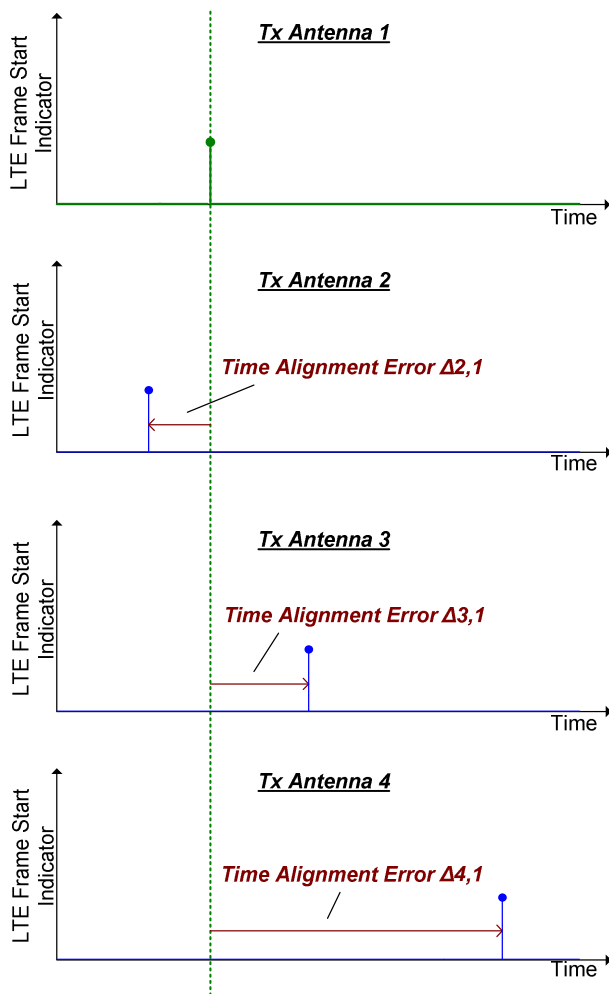 Tx Antenna 1
LTE Frame Start
Indicator
Time
Tx Antenna 2
LTE Frame Start
Indicator
Time Alignment Error Δ2,1
Time
Tx Antenna 3
LTE Frame Start
Indicator
Time Alignment Error Δ3,1
Time
Tx Antenna 4
LTE Frame Start
Indicator
Time Alignment Error Δ4,1
Time